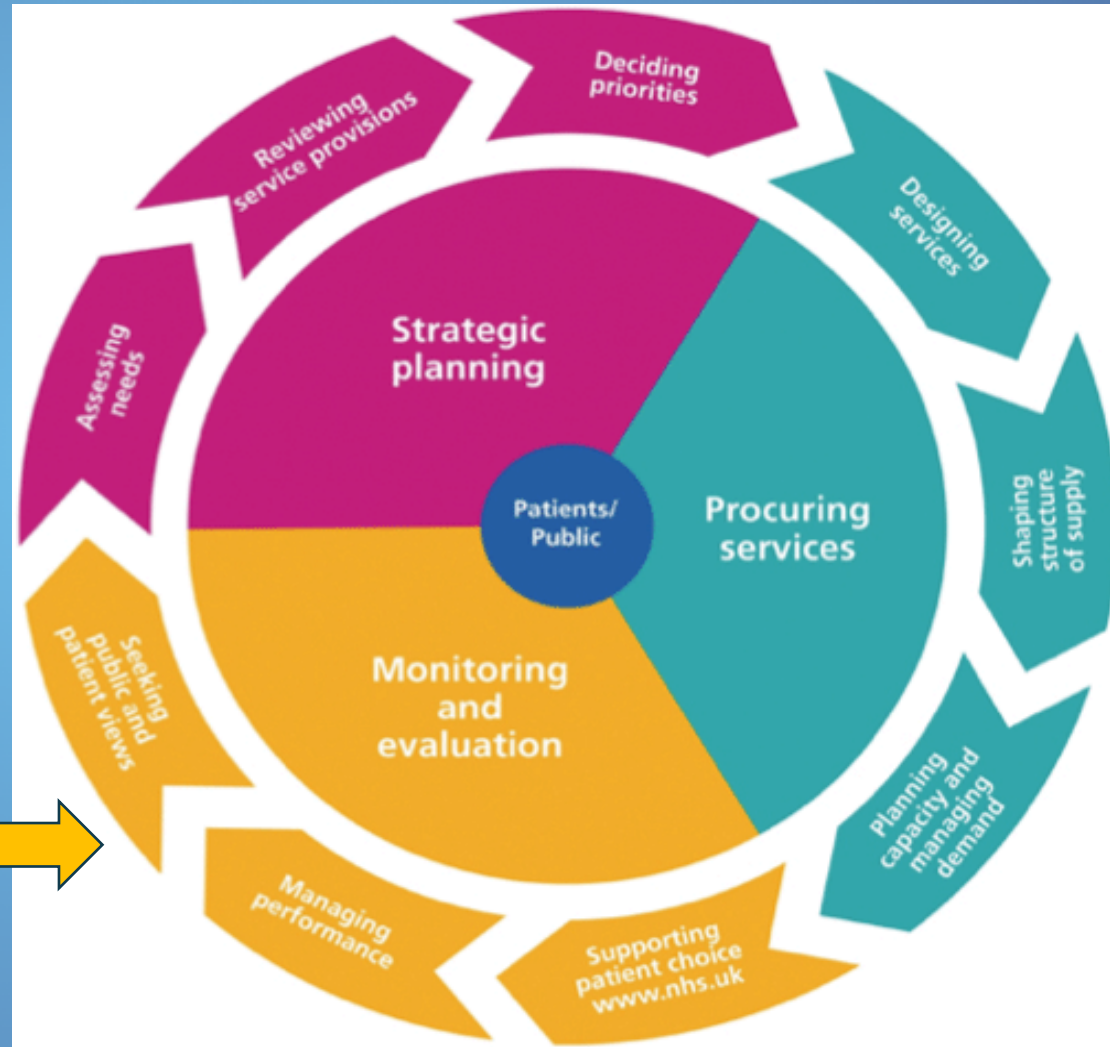 Deciding
priorities
Designing
services
Shaping
structure
of supply
Planning
capacity and
managing
demand
Supporting
patient choice
www.nhs.uk
Managing
performance
Seeking
public and
patient views
Assessing
needs
Reviewing
service provisions
Strategic
planning
Procuring
services
Monitoring
and
evaluation
Patients/
Public